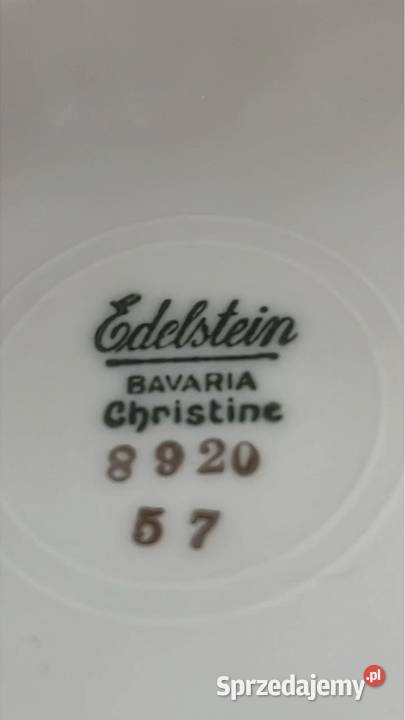 Edelstein
BAVARIA
Christine
8920
57
Sprzedajemy.pl